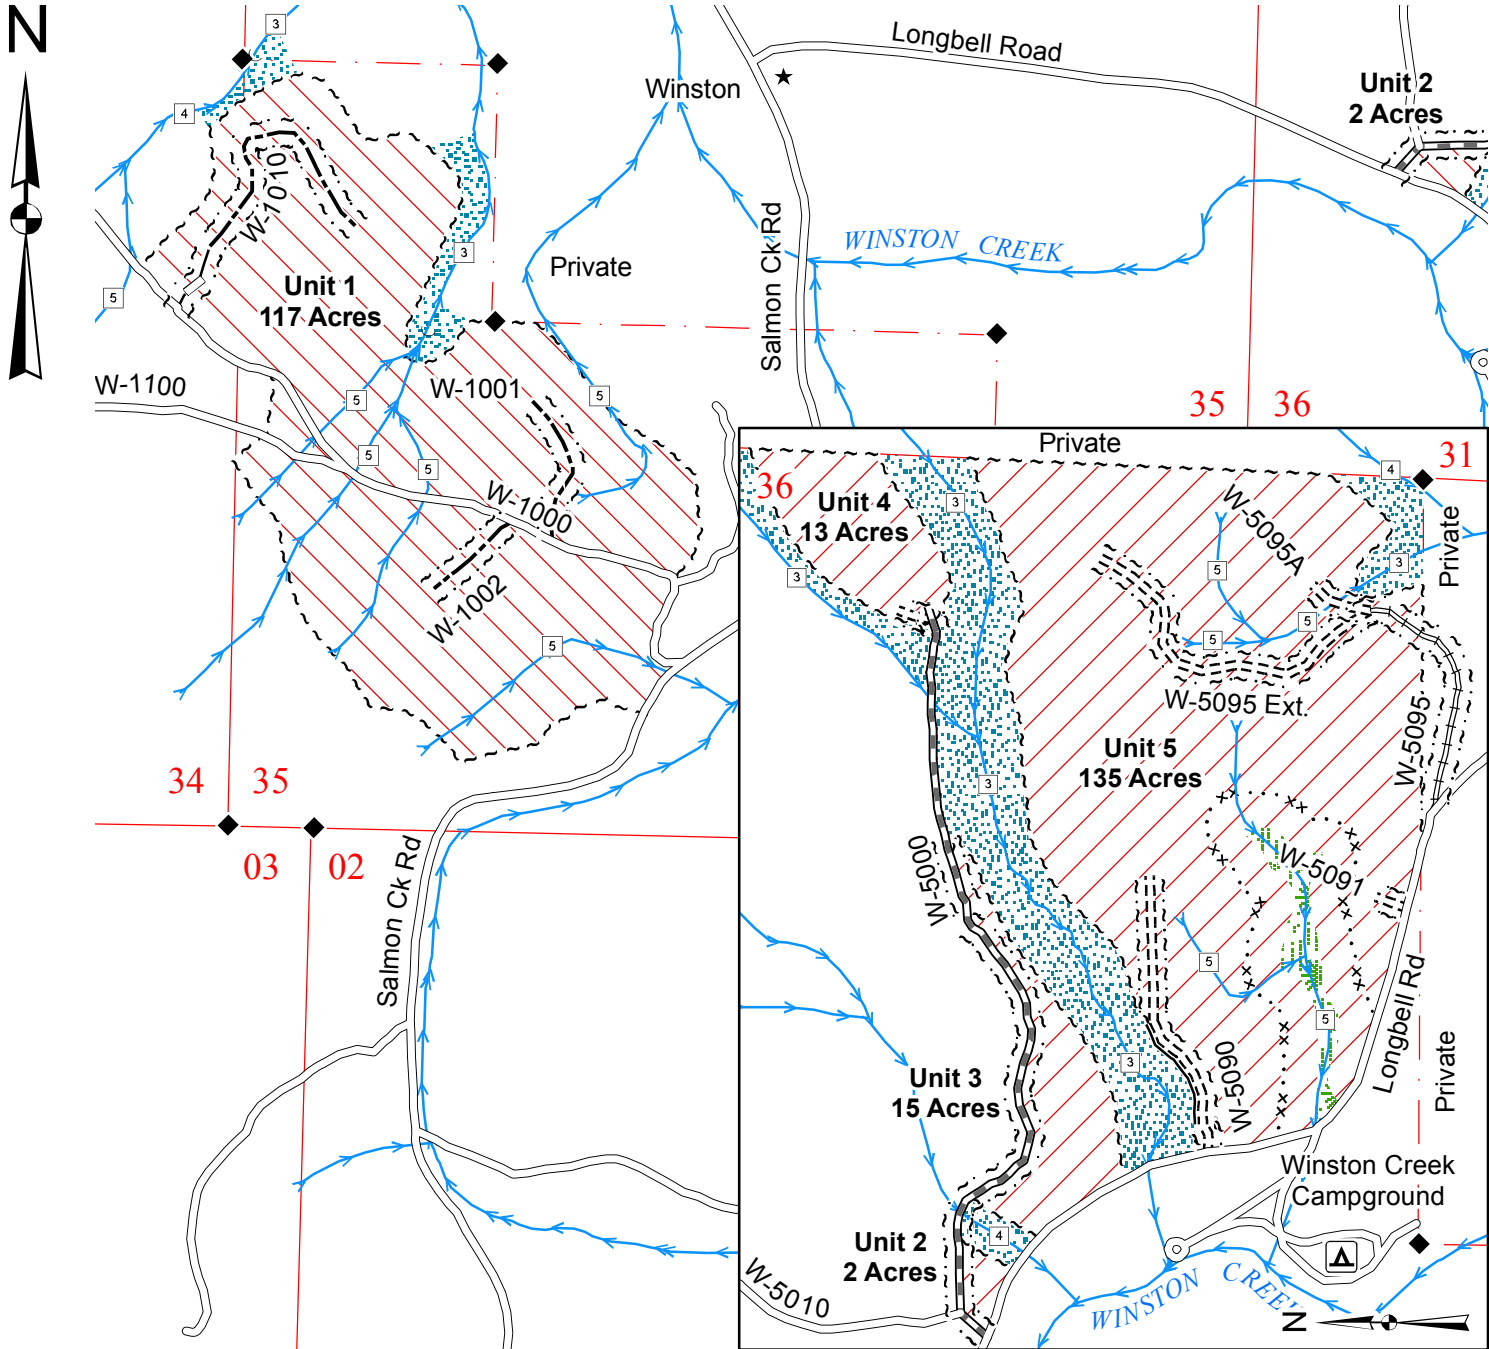 N
3
Longbell Road
Unit 2
2 Acres
Winston
4
W-1010
WINSTON CREEK
3
Private
Salmon Ck Rd
5
Unit 1
117 Acres
W-1100
W-1001
5
5
35
36
5
5
W-1000
W-1002
5
34
35
03
02
Salmon Ck Rd
Private
4
31
36
Unit 4
13 Acres
3
W-5095A
Private
3
5
3
5
5
W-5095 Ext.
W-5095
Unit 5
135 Acres
3
W-5000
W-5091
5
Longbell Rd
5
3
W-5090
Private
Unit 3
15 Acres
Winston Creek
Campground
4
Unit 2
2 Acres
W-5010
WINSTON CREEK
N